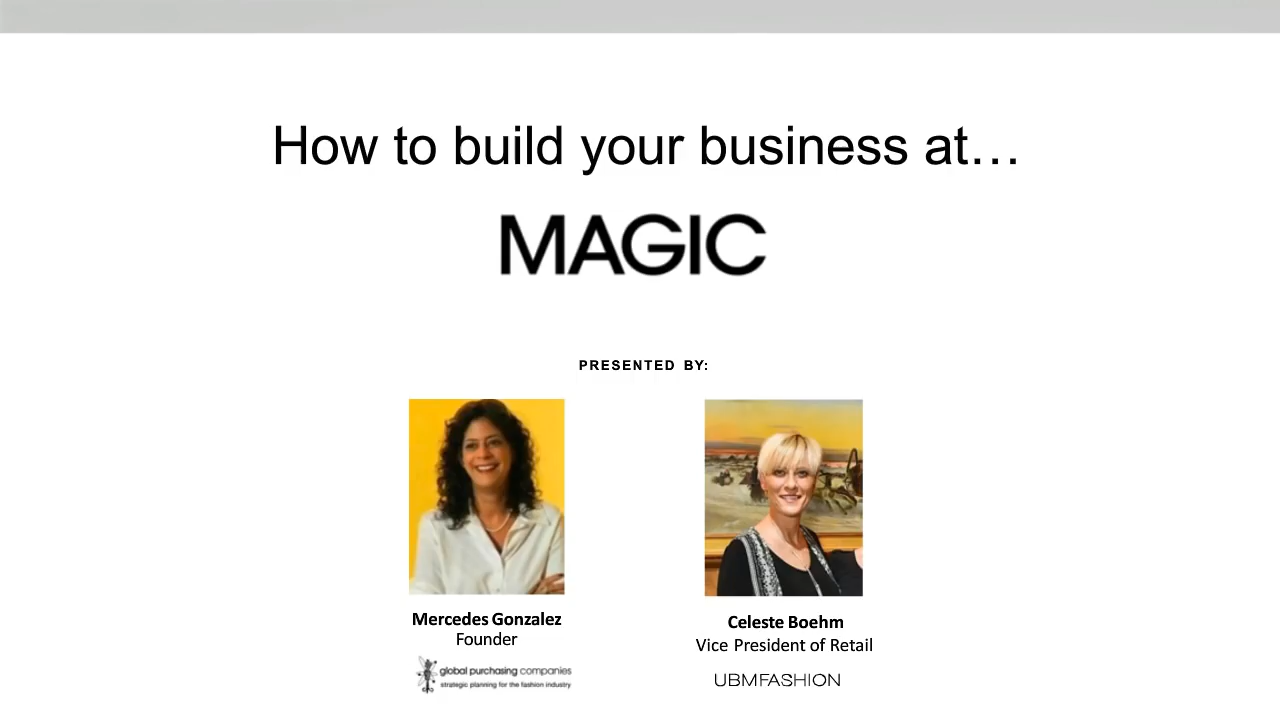 How to build your business at…
MAGIC
PRESENTED BY:
Mercedes Gonzalez
Founder
global purchasing companies
strategic planning for the fashion industry
Celeste Boehm
Vice President of Retail
UBMFASHION